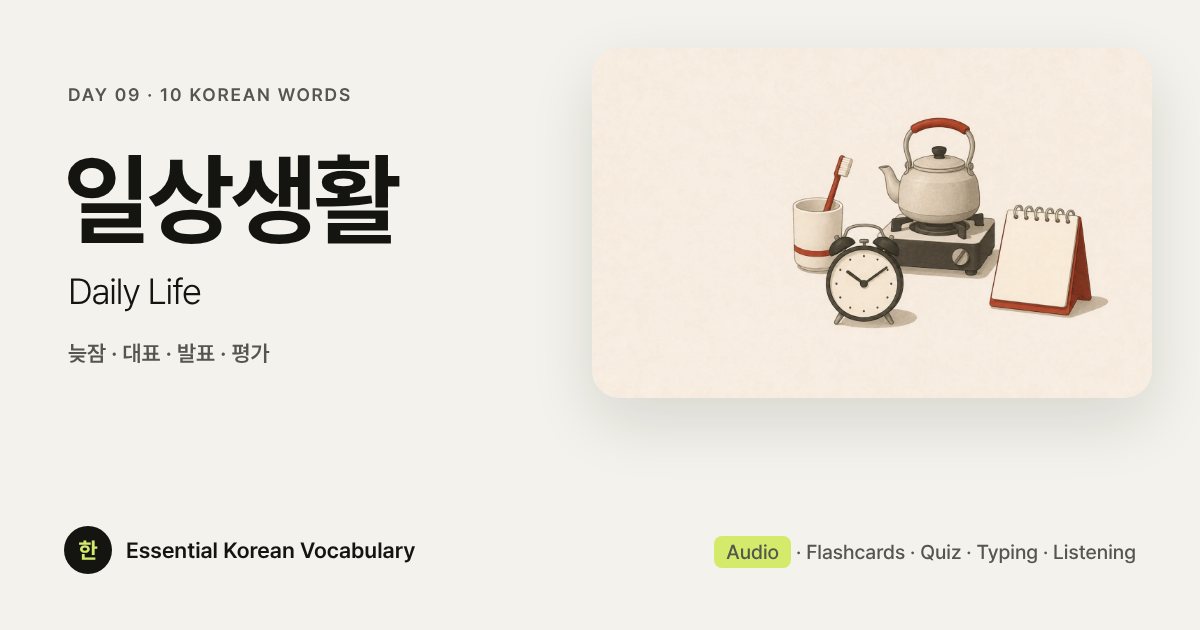 DAY 09 · 10 KOREAN WORDS
일상생활
Daily Life
늦잠 · 대표 · 발표 · 평가
한 Essential Korean Vocabulary
Audio · Flashcards · Quiz · Typing · Listening